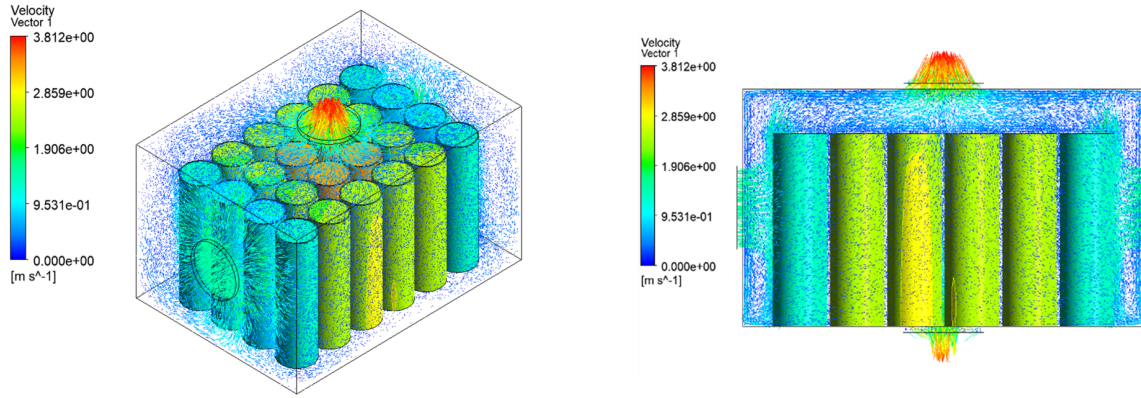 Velocity
Vector 1
3.812e+00
2.859e+00
1.906e+00
9.531e-01
0.000e+00
[m s^-1]
Velocity
Vector 1
3.812e+00
2.859e+00
1.906e+00
9.531e-01
0.000e+00
[m s^-1]